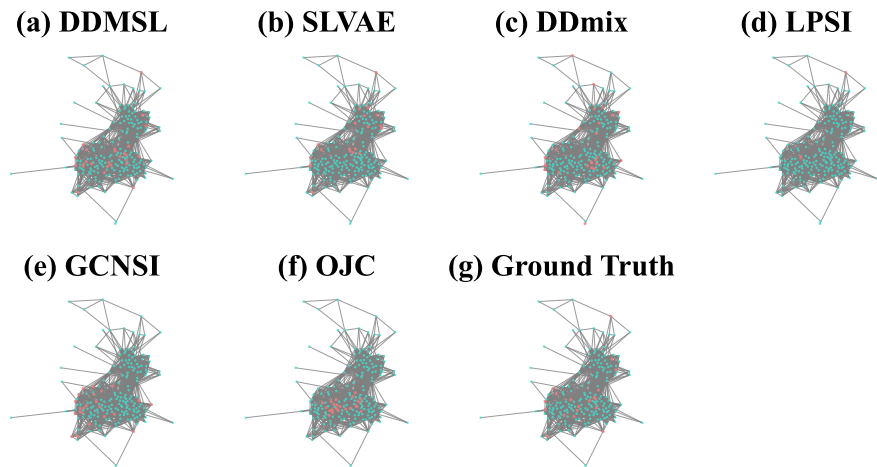 (a) DDMSL (b) SLVAE (c) DDmix (d) LPSI
(e) GCNSI (f) OJC (g) Ground Truth